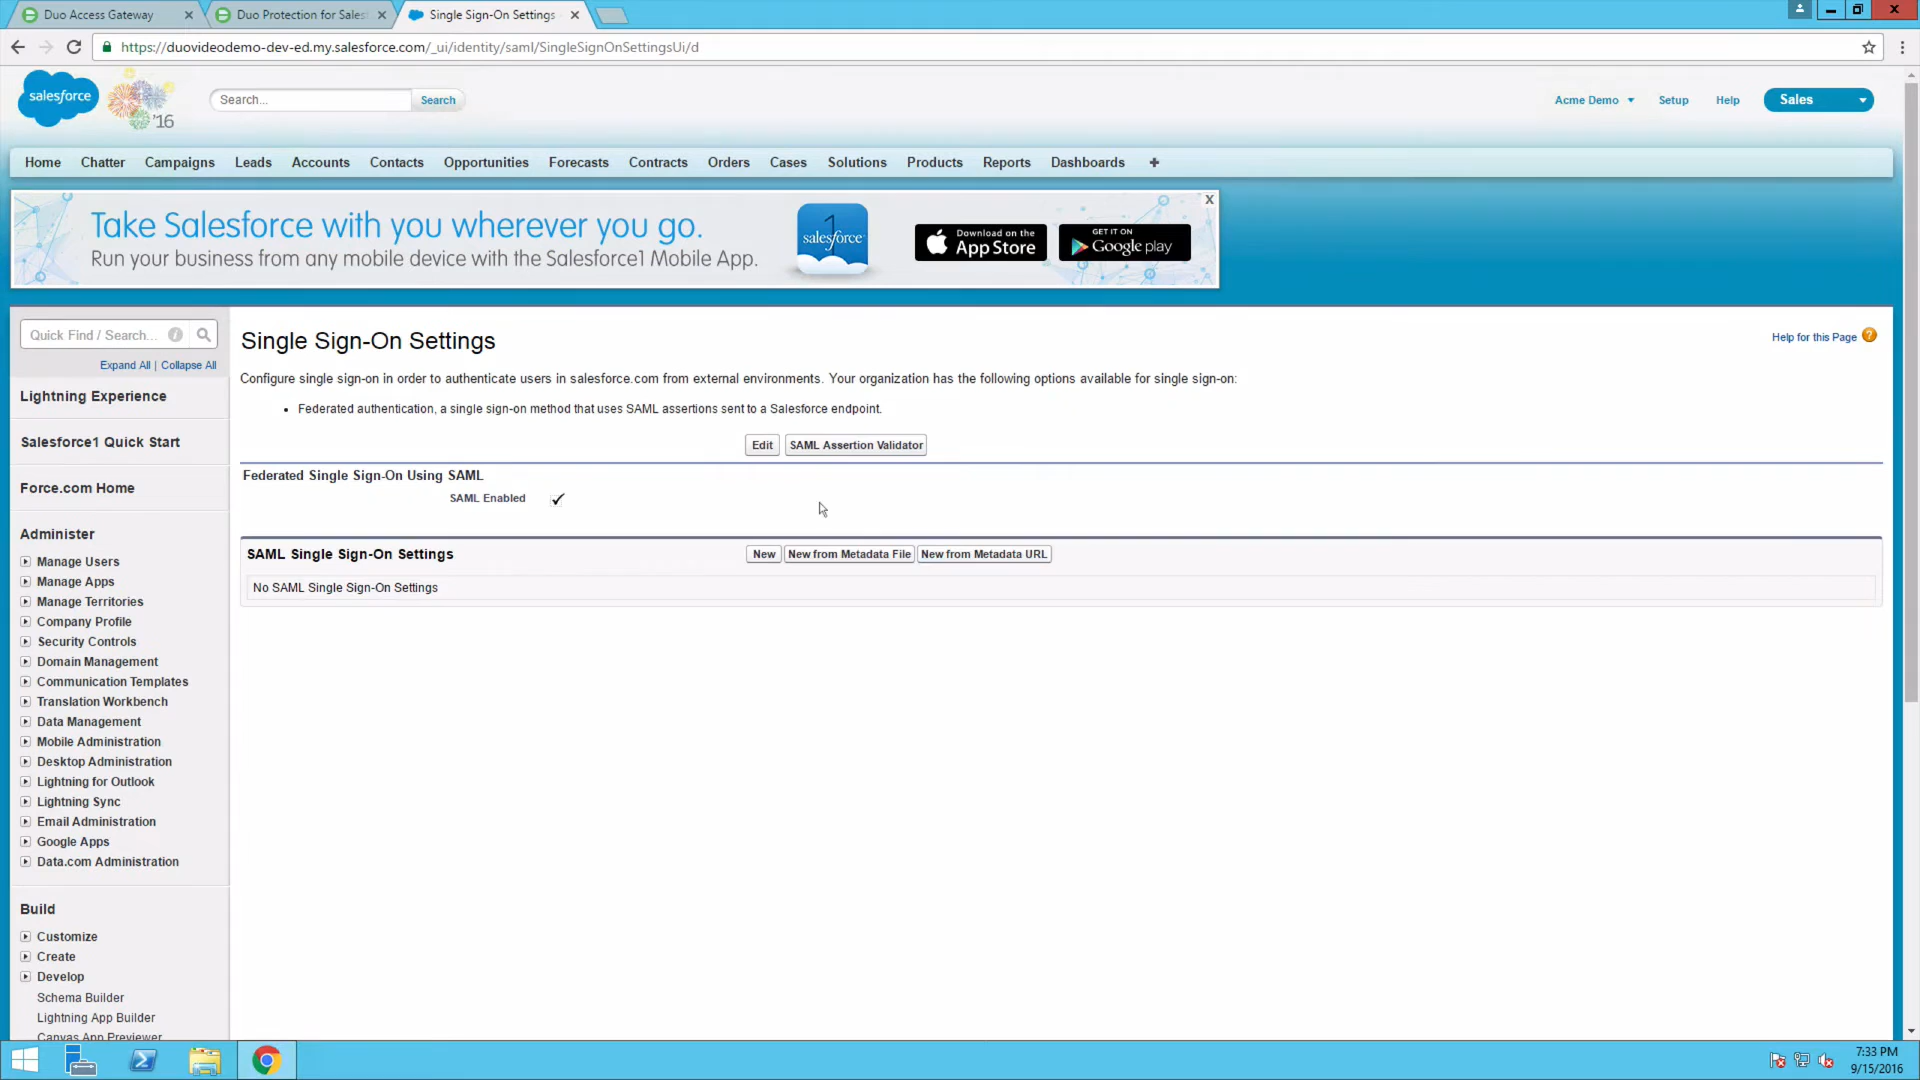 Duo Access Gateway
Duo Protection for Sales
Single Sign-On Settings
https://duovideodemo-dev-ed.my.salesforce.com/_ui/identity/saml/SingleSignOnSettingsUi/d
salesforce
'16
Search...
Search
Acme Demo
Setup
Help
Sales
Home Chatter Campaigns Leads Accounts Contacts Opportunities Forecasts Contracts Orders Cases Solutions Products Reports Dashboards +
Take Salesforce with you wherever you go.
Run your business from any mobile device with the Salesforce1 Mobile App.
1
salesforce
Download on the
App Store
GET IT ON
Google play
X
Quick Find / Search...
Expand All | Collapse All
Lightning Experience
Salesforce1 Quick Start
Force.com Home
Administer
Manage Users
Manage Apps
Manage Territories
Company Profile
Security Controls
Domain Management
Communication Templates
Translation Workbench
Data Management
Mobile Administration
Desktop Administration
Lightning for Outlook
Lightning Sync
Email Administration
Google Apps
Data.com Administration
Build
Customize
Create
Develop
Schema Builder
Lightning App Builder
Canvas App Previewer
Single Sign-On Settings
Help for this Page ?
Configure single sign-on in order to authenticate users in salesforce.com from external environments. Your organization has the following options available for single sign-on:
• Federated authentication, a single sign-on method that uses SAML assertions sent to a Salesforce endpoint.
Edit
SAML Assertion Validator
Federated Single Sign-On Using SAML
SAML Enabled ✓
SAML Single Sign-On Settings
New
New from Metadata File
New from Metadata URL
No SAML Single Sign-On Settings
7:33 PM
9/15/2016